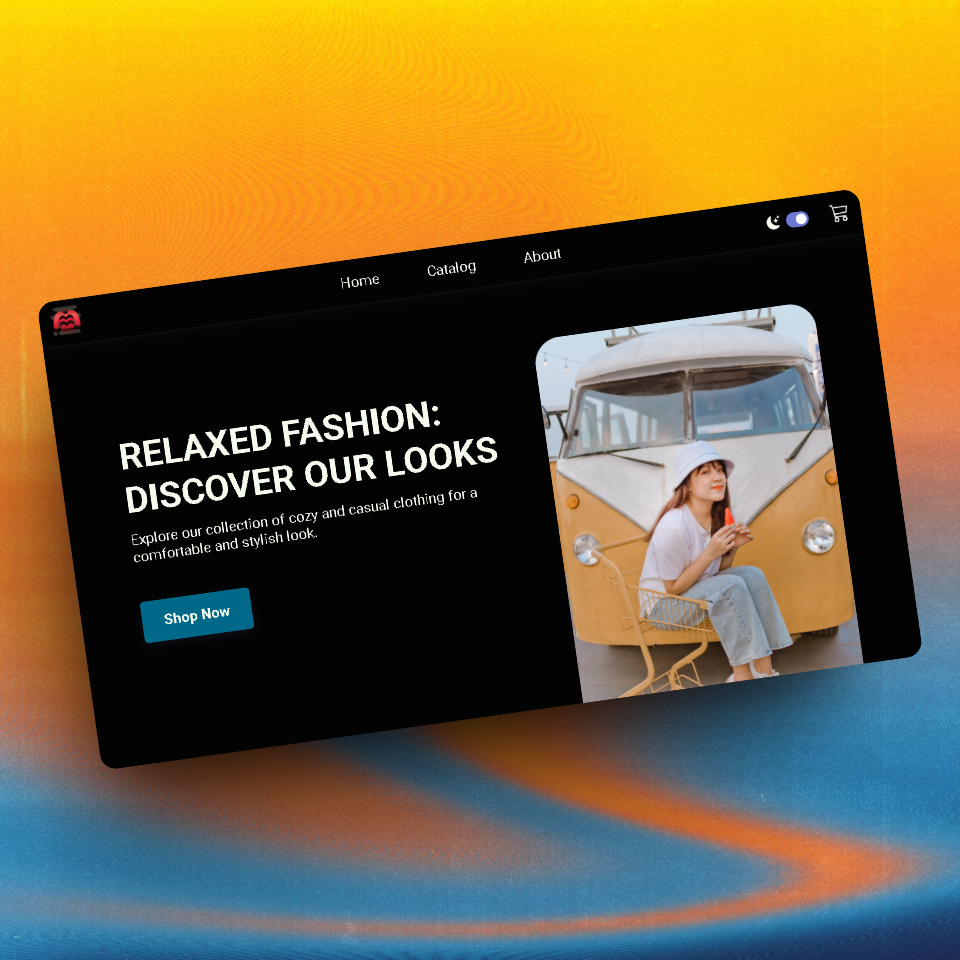 Home Catalog About
RELAXED FASHION:
DISCOVER OUR LOOKS
Explore our collection of cozy and casual clothing for a
comfortable and stylish look.
Shop Now